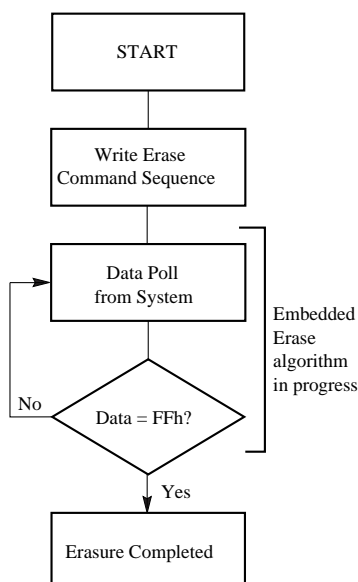 START
Write Erase
Command Sequence
Data Poll
from System
Embedded
Erase
algorithm
in progress
No
Data = FFh?
Yes
Erasure Completed